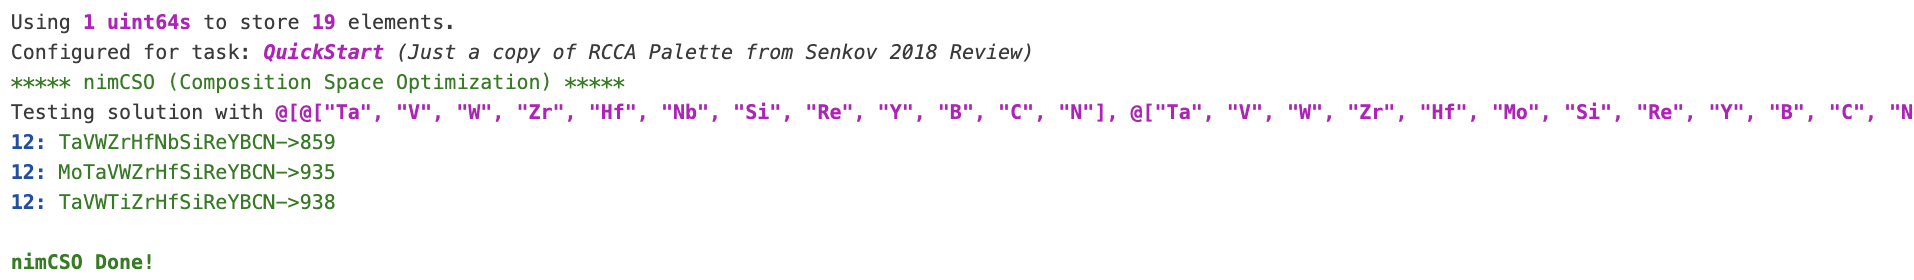 Using 1 uint64s to store 19 elements.
Configured for task: QuickStart (Just a copy of RCCA Palette from Senkov 2018 Review)
***** nimCSO (Composition Space Optimization) *****
Testing solution with @[@["Ta", "V", "W", "Zr", "Hf", "Nb", "Si", "Re", "Y", "B", "C", "N"], @["Ta", "V", "W", "Zr", "Hf", "Mo", "Si", "Re", "Y", "B", "C", "N
12: TaVWZrHfNbSiReYBCN->859
12: MoTaVWZrHfSiReYBCN->935
12: TaVWTiZrHfSiReYBCN->938
nimCSO Done!